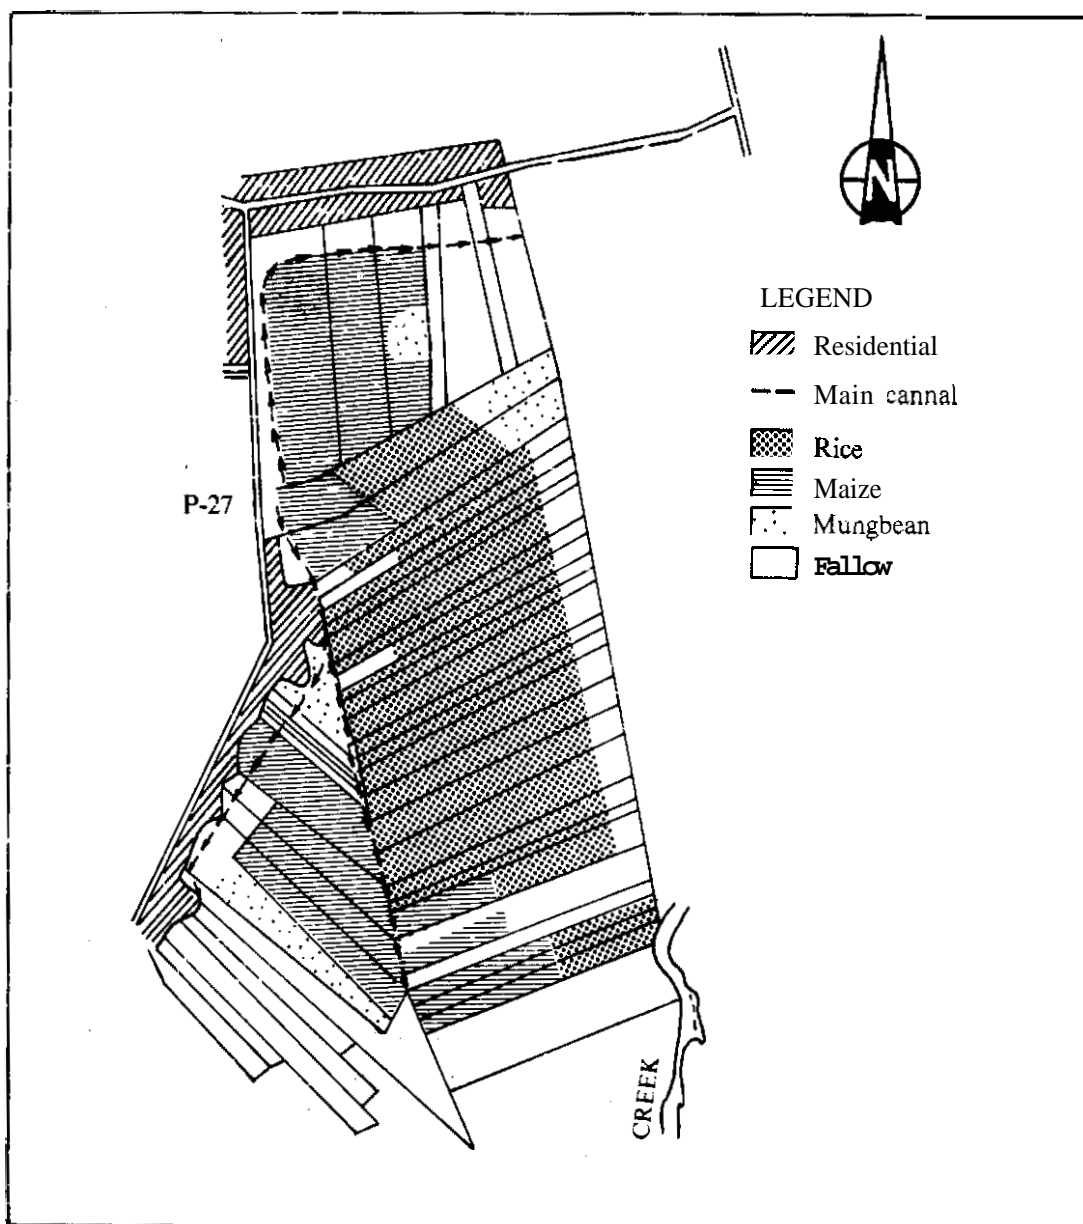 N
LEGEND
Residential
Main cannal
Rice
Maize
Mungbean
Fallow
P-27
CREEK